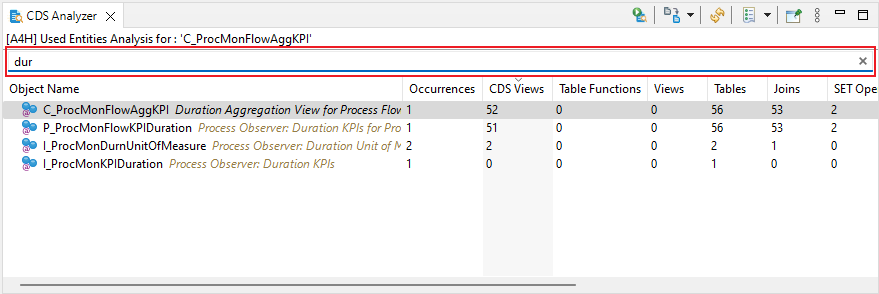 CDS Analyzer
[A4H] Used Entities Analysis for : 'C_ProcMonFlowAggKPI'
dur
Object Name Occurrences CDS Views Table Functions Views Tables Joins SET Ope
C_ProcMonFlowAggKPI Duration Aggregation View for Process Flow 1 52 0 0 56 53 2
P_ProcMonFlowKPIDuration Process Observer: Duration KPIs for Pro 1 51 0 0 56 53 2
I_ProcMonDurnUnitOfMeasure Process Observer: Duration Unit of M 2 2 0 0 2 1 0
I_ProcMonKPIDuration Process Observer: Duration KPIs 1 0 0 0 1 0 0